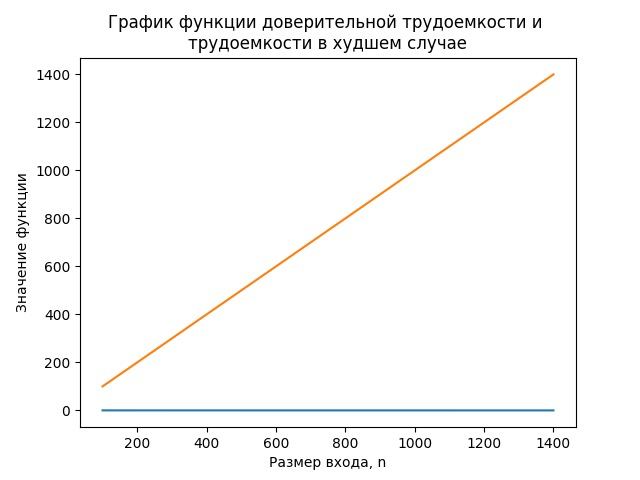 График функции доверительной трудоемкости и
трудоемкости в худшем случае
Значение функции
1400
1200
1000
800
600
400
200
0
200 400 600 800 1000 1200 1400
Размер входа, n